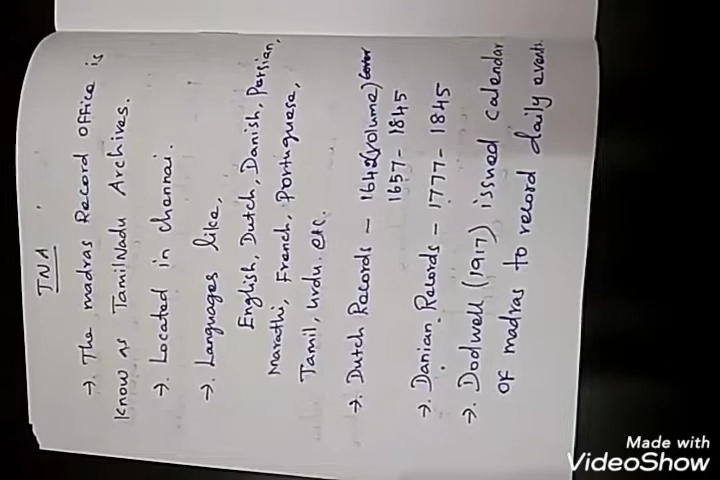 TNA.
→. The madras Record office is
know as TamilNadu Archives.
→. Located in chennai.
→. Languages like,
English, Dutch, Danish, Persian,
Marathi, French, Portuguese,
Tamil, Urdu. etc.
→. Dutch Records - 1642 (volume)
1657 - 1845
→. Danian Records - 1777 - 1845
→. Dodwell (1917) issued calendar
of madras to record daily events.
Made with
VideoShow